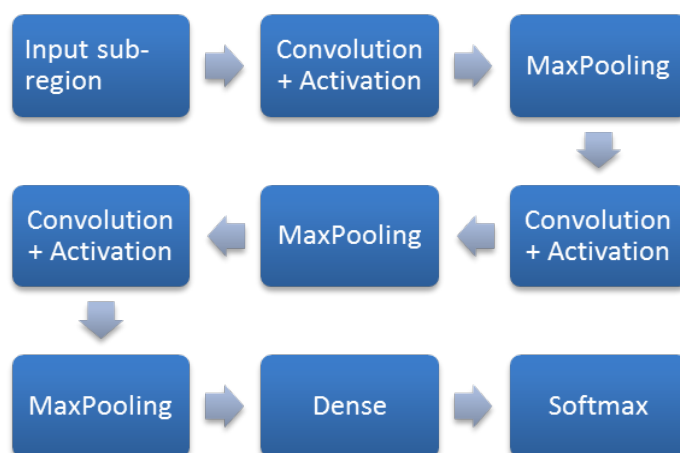 Input sub-
region
Convolution
+ Activation
MaxPooling
Convolution
+ Activation
MaxPooling
Convolution
+ Activation
MaxPooling
Dense
Softmax